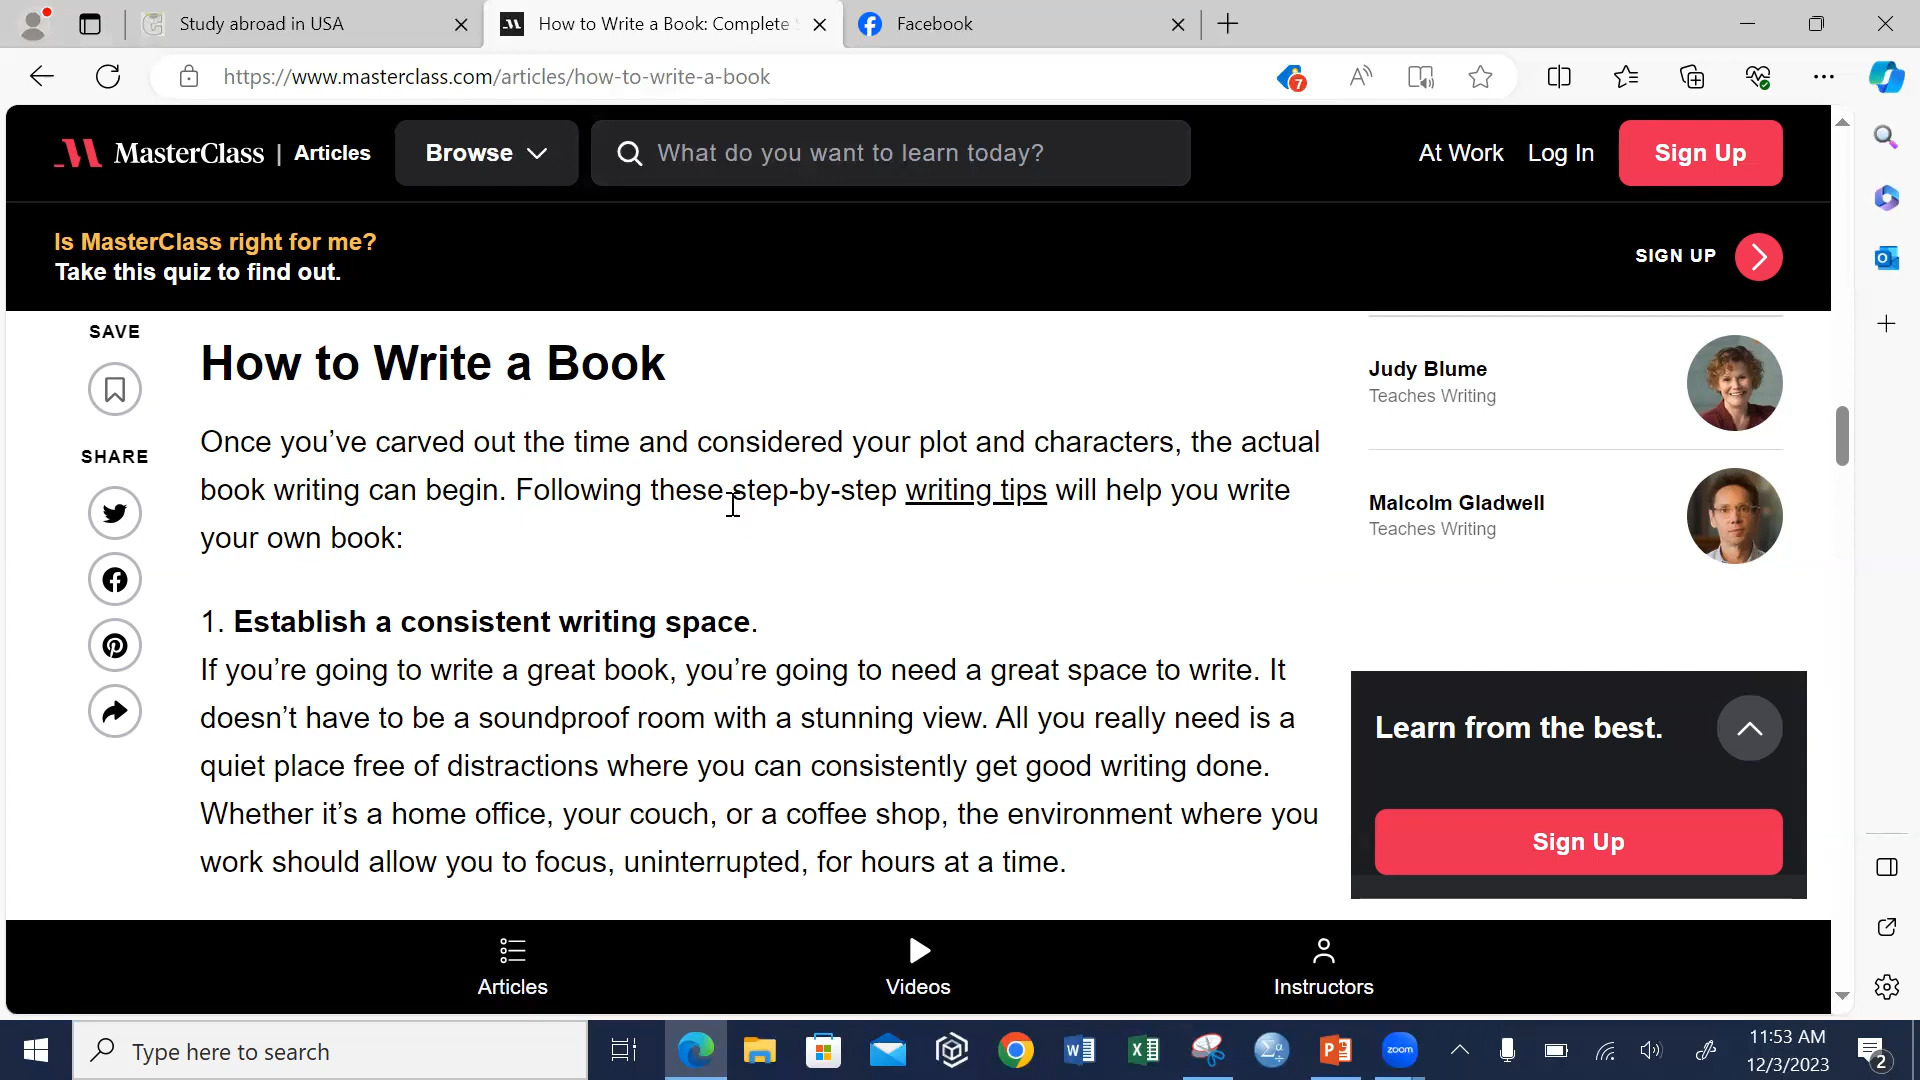 Study abroad in USA
How to Write a Book: Complete
Facebook
https://www.masterclass.com/articles/how-to-write-a-book
7
MasterClass | Articles
Browse
What do you want to learn today?
At Work
Log In
Sign Up
Is MasterClass right for me?
Take this quiz to find out.
SIGN UP
SAVE
SHARE
How to Write a Book
Once you’ve carved out the time and considered your plot and characters, the actual
book writing can begin. Following these step-by-step writing tips will help you write
your own book:
1. Establish a consistent writing space.
If you’re going to write a great book, you’re going to need a great space to write. It
doesn’t have to be a soundproof room with a stunning view. All you really need is a
quiet place free of distractions where you can consistently get good writing done.
Whether it’s a home office, your couch, or a coffee shop, the environment where you
work should allow you to focus, uninterrupted, for hours at a time.
Judy Blume
Teaches Writing
Malcolm Gladwell
Teaches Writing
Learn from the best.
Sign Up
Articles
Videos
Instructors
Type here to search
zoom
11:53 AM
12/3/2023
2